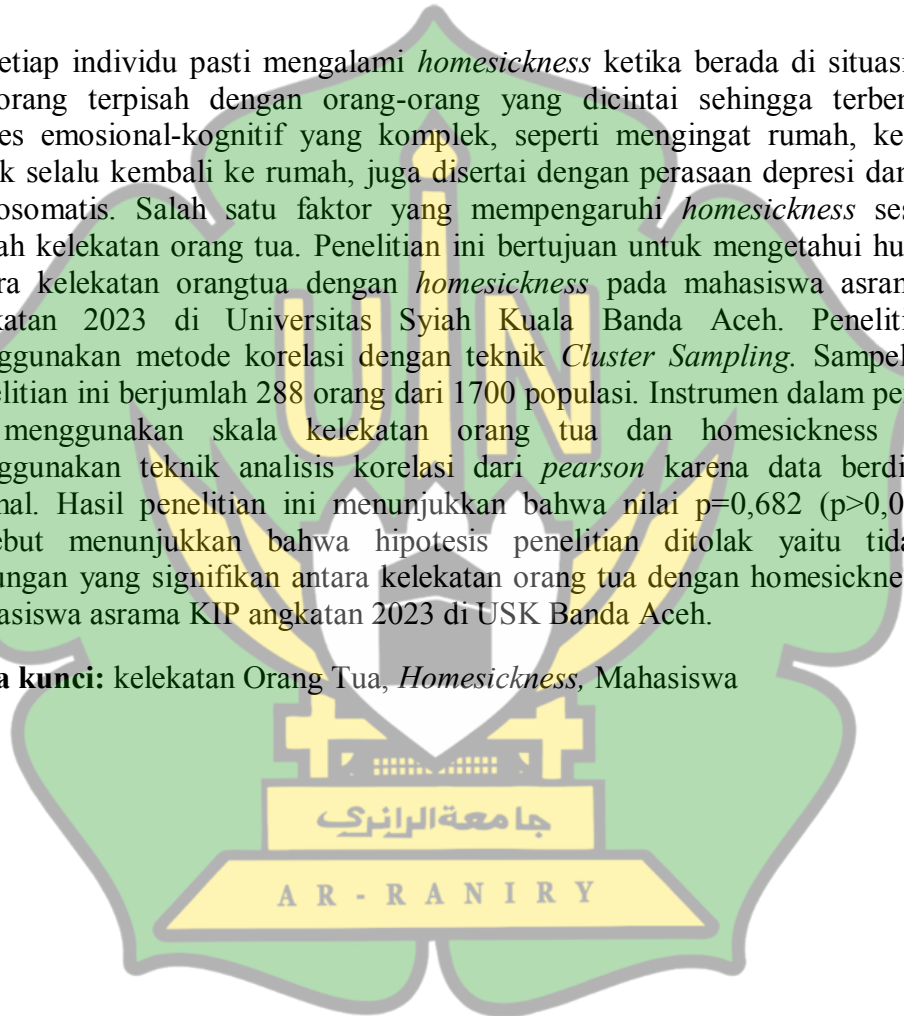 etiap individu pasti mengalami homesickness ketika berada di situasi
orang terpisah dengan orang-orang yang dicintai sehingga terber
es emosional-kognitif yang komplek, seperti mengingat rumah, ke
k selalu kembali ke rumah, juga disertai dengan perasaan depresi dar
osomatis. Salah satu faktor yang mempengaruhi homesickness ses
ah kelekatan orang tua. Penelitian ini bertujuan untuk mengetahui hu
ra kelekatan orangtua dengan homesickness pada mahasiswa asram
katan 2023 di Universitas Syiah Kuala Banda Aceh. Peneliti
ggunakan metode korelasi dengan teknik Cluster Sampling. Sampel
elitian ini berjumlah 288 orang dari 1700 populasi. Instrumen dalam per
menggunakan skala kelekatan orang tua dan homesickness
ggunakan teknik analisis korelasi dari pearson karena data berdi
nal. Hasil penelitian ini menunjukkan bahwa nilai p=0,682 (p>0,0
ebut menunjukkan bahwa hipotesis penelitian ditolak yaitu tida
ungan yang signifikan antara kelekatan orang tua dengan homesickne
asiswa asrama KIP angkatan 2023 di USK Banda Aceh.
a kunci: kelekatan Orang Tua, Homesickness, Mahasiswa
UIN
جامعة الرانري
AR-RANIRY